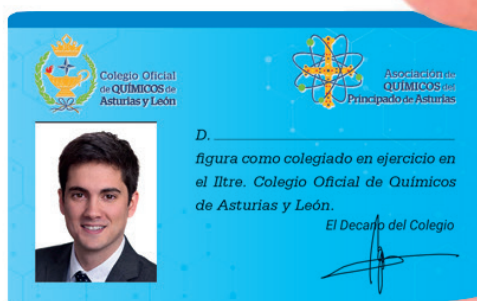 Colegio Oficial
de QUÍMICOS de
Asturias y León
Asociación de
QUÍMICOS del
Principado de Asturias
D.
figura como colegiado en ejercicio en
el Iltre. Colegio Oficial de Químicos
de Asturias y León.
El Decano del Colegio